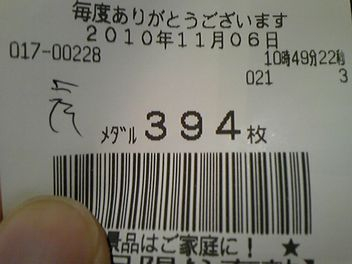 毎度ありがとうございます
2010年11月06日
017-00228
10時49分22秒
021 3
ﾒﾀﾞﾙ 394枚
景品はご家庭に! ★